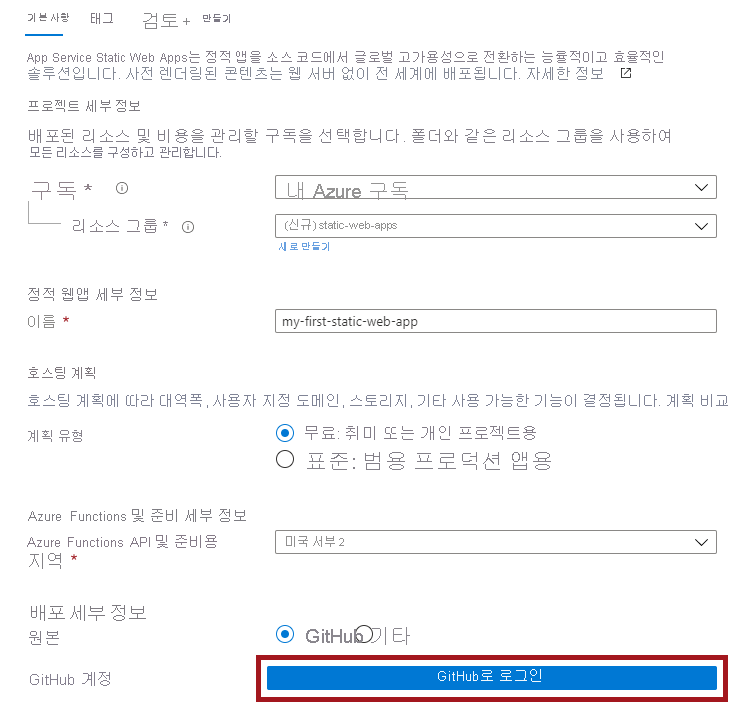 기본 사항 태그 검토 + 만들기
App Service Static Web Apps는 정적 앱을 소스 코드에서 글로벌 고가용성으로 전환하는 능률적이고 효율적인
솔루션입니다. 사전 렌더링된 콘텐츠는 웹 서버 없이 전 세계에 배포됩니다. 자세한 정보
프로젝트 세부 정보
배포된 리소스 및 비용을 관리할 구독을 선택합니다. 폴더와 같은 리소스 그룹을 사용하여
모든 리소스를 구성하고 관리합니다.
구독 * 내 Azure 구독
리소스 그룹 * (신규) static-web-apps
새로 만들기
정적 웹앱 세부 정보
이름 * my-first-static-web-app
호스팅 계획
호스팅 계획에 따라 대역폭, 사용자 지정 도메인, 스토리지, 기타 사용 가능한 기능이 결정됩니다. 계획 비교
계획 유형 무료: 취미 또는 개인 프로젝트용
표준: 범용 프로덕션 앱용
Azure Functions 및 준비 세부 정보
Azure Functions API 및 준비용 미국 서부 2
지역 *
배포 세부 정보
원본 GitHub 기타
GitHub 계정 GitHub로 로그인